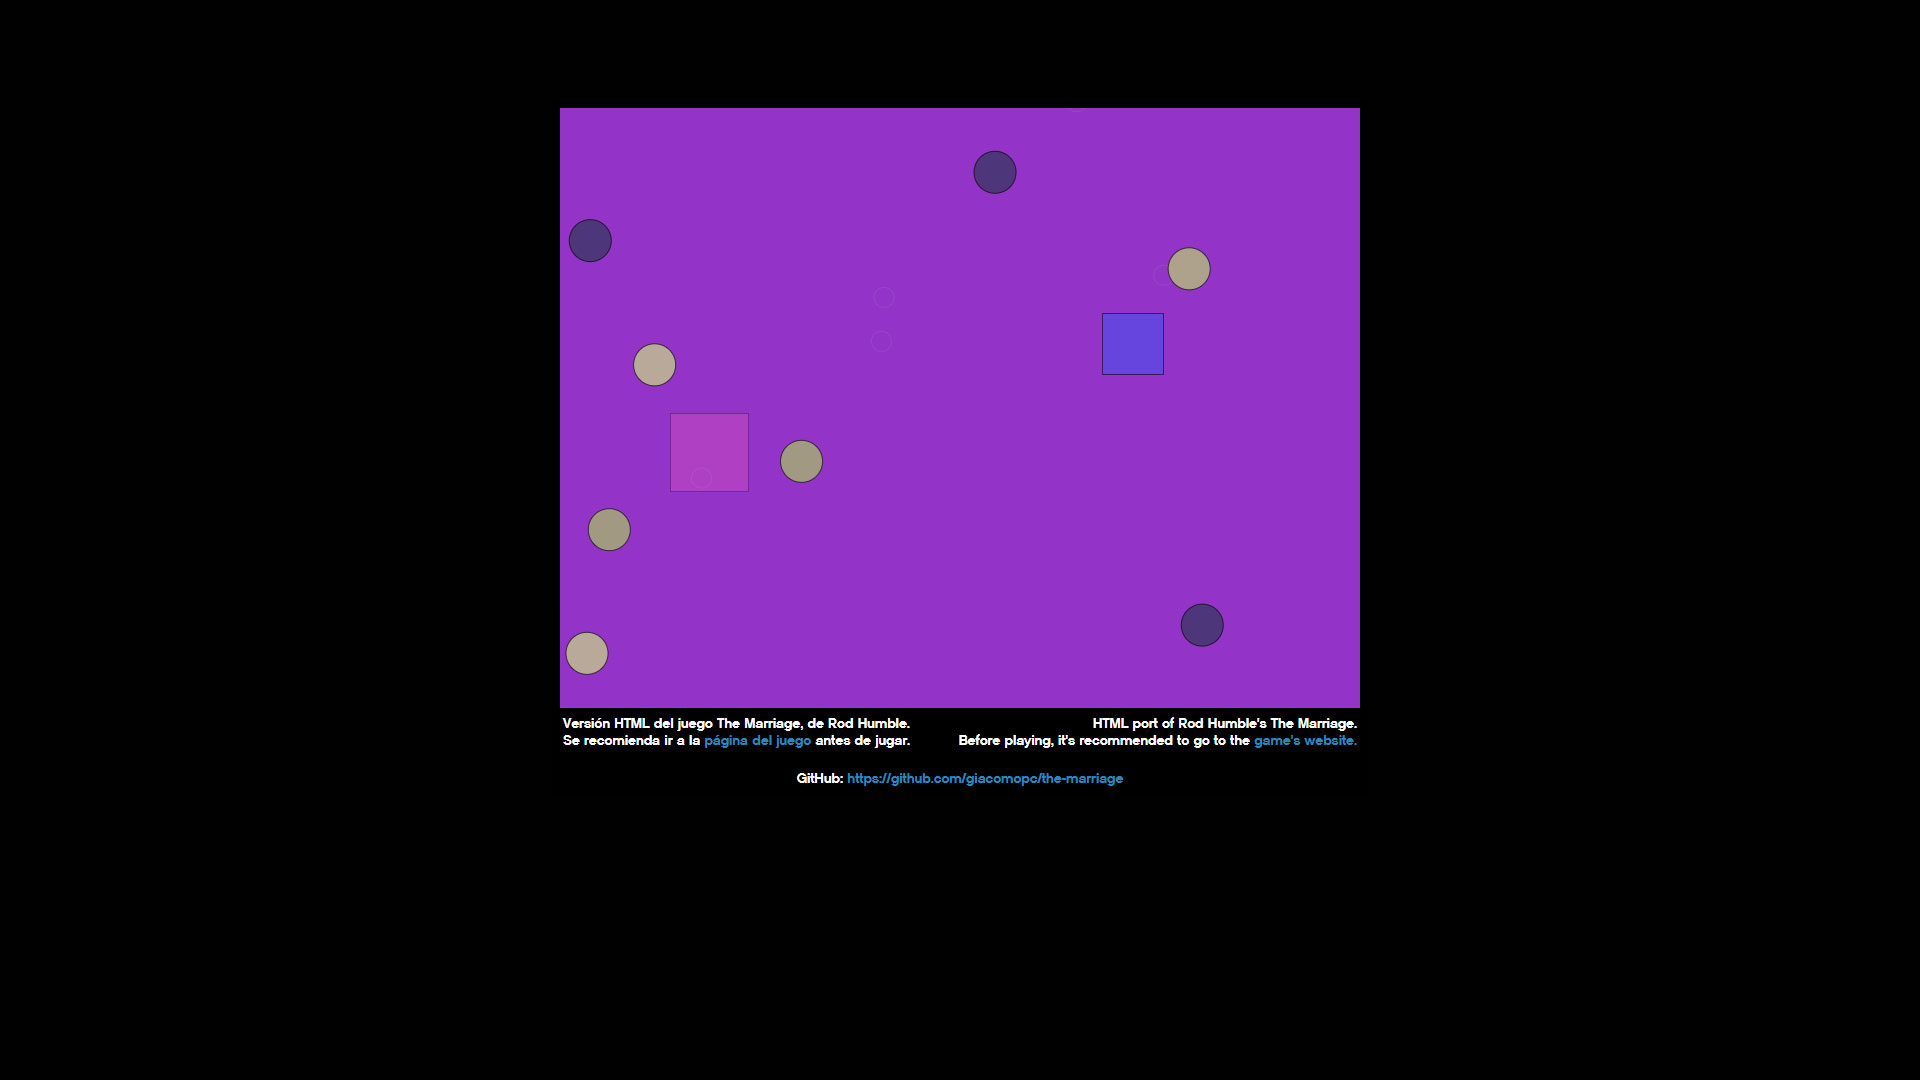 Versión HTML del juego The Marriage, de Rod Humble.
Se recomienda ir a la página del juego antes de jugar.
HTML port of Rod Humble's The Marriage.
Before playing, it's recommended to go to the game's website.
GitHub: https://github.com/giacomopc/the-marriage